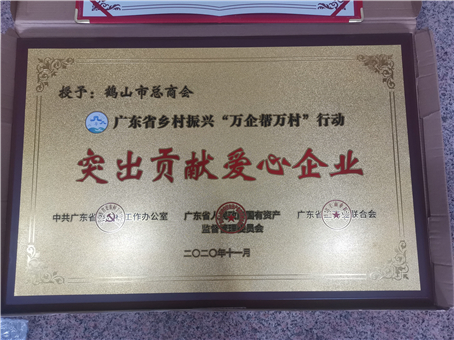 授予：鹤山市总商会
广东省乡村振兴“万企帮万村”行动
突出贡献爱心企业
中共广东省 工作办公室 广东省人 国有资产 广东省 联合会
监督管理委员会
二〇二〇年十一月